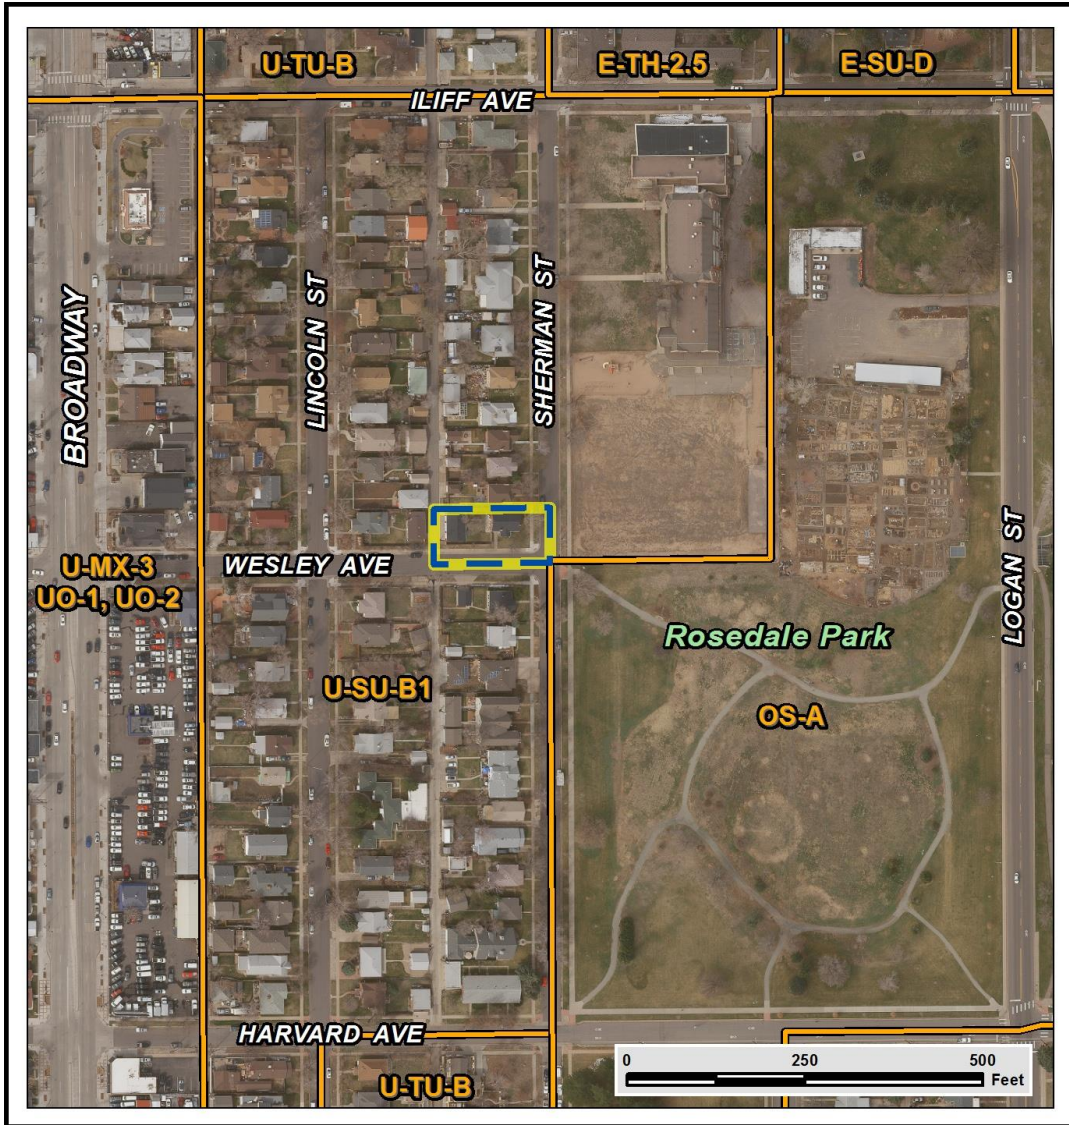 U-TU-B
E-TH-2.5
E-SU-D
ILIFF AVE
BROADWAY
LINCOLN ST
SHERMAN ST
LOGAN ST
WESLEY AVE
U-MX-3
UO-1, UO-2
Rosedale Park
U-SU-B1
OS-A
HARVARD AVE
U-TU-B
0 250 500
Feet